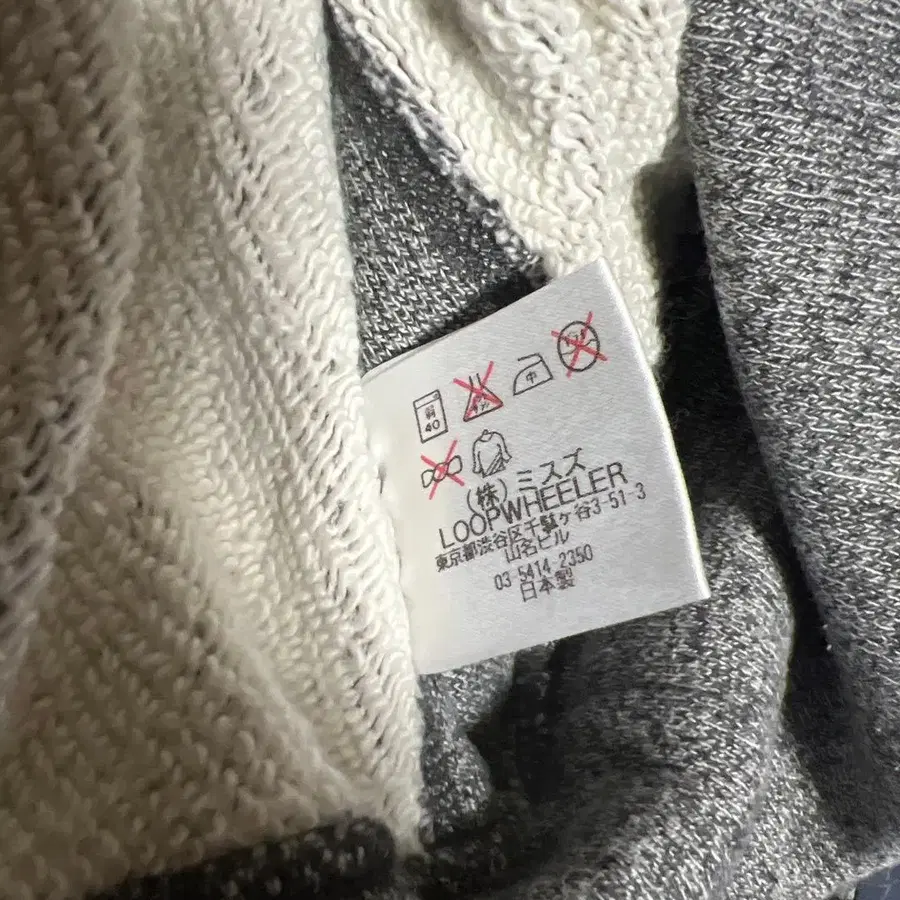 弱 40 中
(株)ミスズ
LOOPWHEELER
東京都渋谷区千駄ヶ谷3-51-3
山名ビル
03 5414 2350
日本製